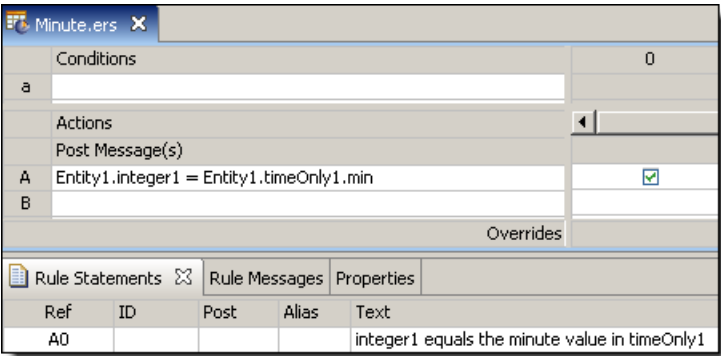 Minute.ers
Conditions 0
a
Actions
Post Message(s)
A Entity1.integer1 = Entity1.timeOnly1.min
B
Overrides
Rule Statements Rule Messages Properties
Ref ID Post Alias Text
A0 integer1 equals the minute value in timeOnly1